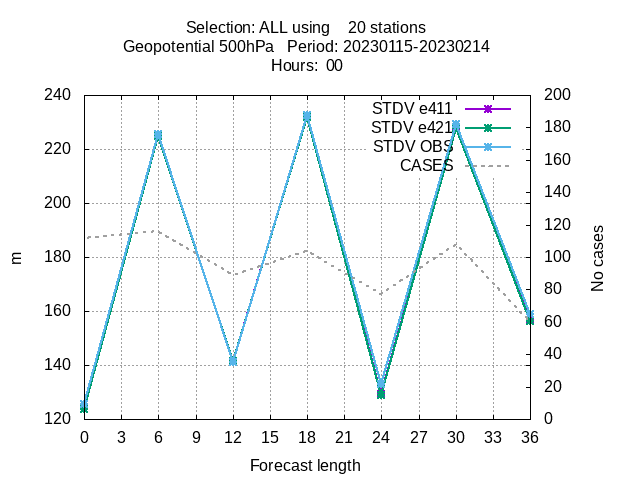 Selection: ALL using 20 stations
Geopotential 500hPa Period: 20230115-20230214
Hours: 00
240
220
200
180
160
140
120
200
180
160
140
120
100
80
60
40
20
0
STDV e411
STDV e421
STDV OBS
CASES
m
No cases
0 3 6 9 12 15 18 21 24 27 30 33 36
Forecast length